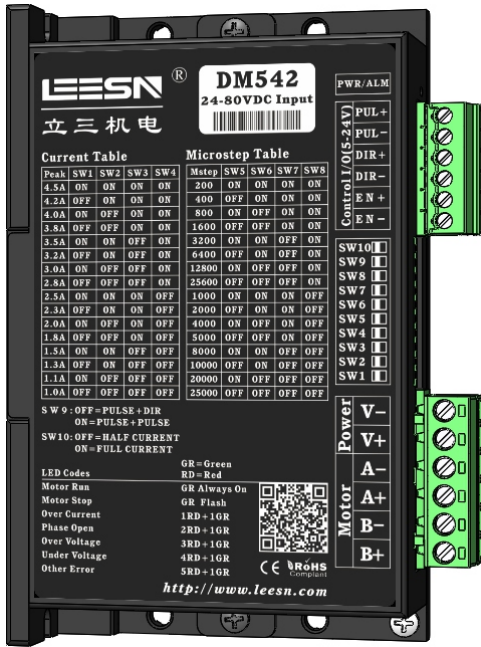 LEESN ®
立三机电
DM542
24-80VDC Input
PWR/ALM
Control I/O(5-24V)
PUL+
PUL-
DIR+
DIR-
EN+
EN-
Current Table
Peak SW1 SW2 SW3 SW4
4.5A ON ON ON ON
4.2A OFF ON ON ON
4.0A ON OFF ON ON
3.8A OFF OFF ON ON
3.5A ON ON OFF ON
3.2A OFF ON OFF ON
3.0A ON OFF OFF ON
2.8A OFF OFF OFF ON
2.5A ON ON ON OFF
2.3A OFF ON ON OFF
2.0A ON OFF ON OFF
1.8A OFF OFF ON OFF
1.5A ON ON OFF OFF
1.3A OFF ON OFF OFF
1.1A ON OFF OFF OFF
1.0A OFF OFF OFF OFF
Microstep Table
Mstep SW5 SW6 SW7 SW8
200 ON ON ON ON
400 OFF ON ON ON
800 ON OFF ON ON
1600 OFF OFF ON ON
3200 ON ON OFF ON
6400 OFF ON OFF ON
12800 ON OFF OFF ON
25600 OFF OFF OFF ON
1000 ON ON ON OFF
2000 OFF ON ON OFF
4000 ON OFF ON OFF
5000 OFF OFF ON OFF
8000 ON ON OFF OFF
10000 OFF ON OFF OFF
20000 ON OFF OFF OFF
25000 OFF OFF OFF OFF
SW10
SW9
SW8
SW7
SW6
SW5
SW4
SW3
SW2
SW1
SW9:OFF=PULSE+DIR
ON=PULSE+PULSE
SW10:OFF=HALF CURRENT
ON=FULL CURRENT
GR=Green
LED Codes RD=Red
Motor Run GR Always On
Motor Stop GR Flash
Over Current 1RD+1GR
Phase Open 2RD+1GR
Over Voltage 3RD+1GR
Under Voltage 4RD+1GR
Other Error 5RD+1GR
CE RoHS
Compliant
http://www.leesn.com
Power
V-
V+
Motor
A-
A+
B-
B+